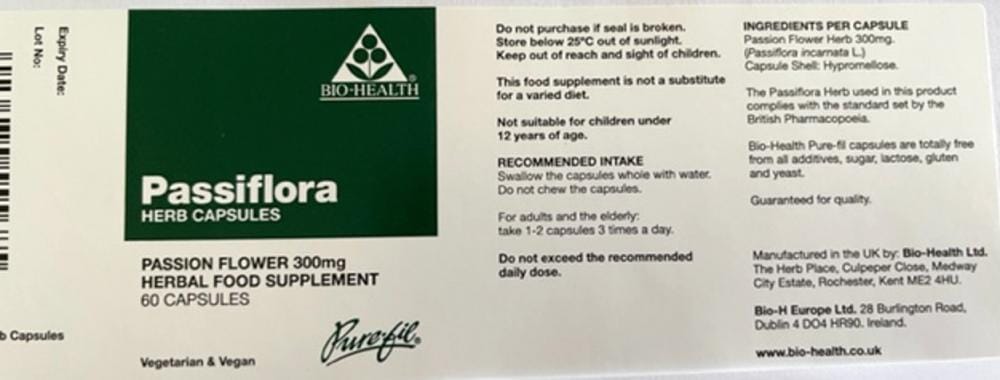 Expiry Date:
Lot No:
b Capsules
BIO-HEALTH®
Passiflora
HERB CAPSULES
PASSION FLOWER 300mg
HERBAL FOOD SUPPLEMENT
60 CAPSULES
Pure-fil®
Vegetarian & Vegan
Do not purchase if seal is broken.
Store below 25°C out of sunlight.
Keep out of reach and sight of children.
This food supplement is not a substitute
for a varied diet.
Not suitable for children under
12 years of age.
RECOMMENDED INTAKE
Swallow the capsules whole with water.
Do not chew the capsules.
For adults and the elderly:
take 1-2 capsules 3 times a day.
Do not exceed the recommended
daily dose.
INGREDIENTS PER CAPSULE
Passion Flower Herb 300mg.
(Passiflora incarnata L.)
Capsule Shell: Hypromellose.
The Passiflora Herb used in this product
complies with the standard set by the
British Pharmacopoeia.
Bio-Health Pure-fil capsules are totally free
from all additives, sugar, lactose, gluten
and yeast.
Guaranteed for quality.
Manufactured in the UK by: Bio-Health Ltd.
The Herb Place, Culpeper Close, Medway
City Estate, Rochester, Kent ME2 4HU.
Bio-H Europe Ltd. 28 Burlington Road,
Dublin 4 DO4 HR90. Ireland.
www.bio-health.co.uk